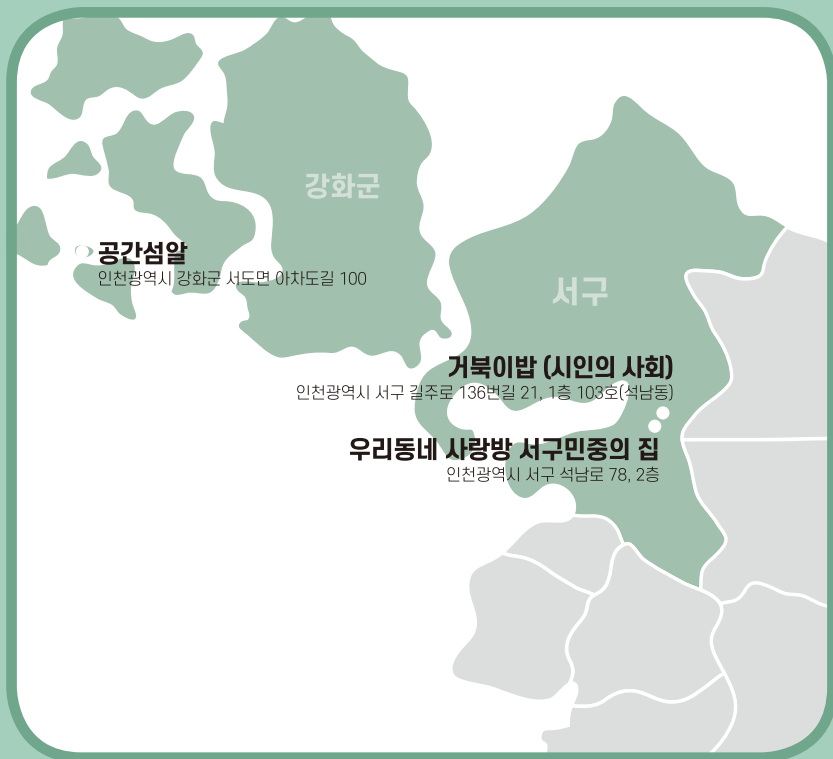 강화군
공간섬알
인천광역시 강화군 서도면 아차도길 100
서구
거북이밥 (시인의 사회)
인천광역시 서구 길주로 136번길 21, 1층 103호(석남동)
우리동네 사랑방 서구민중의 집
인천광역시 서구 석남로 78, 2층